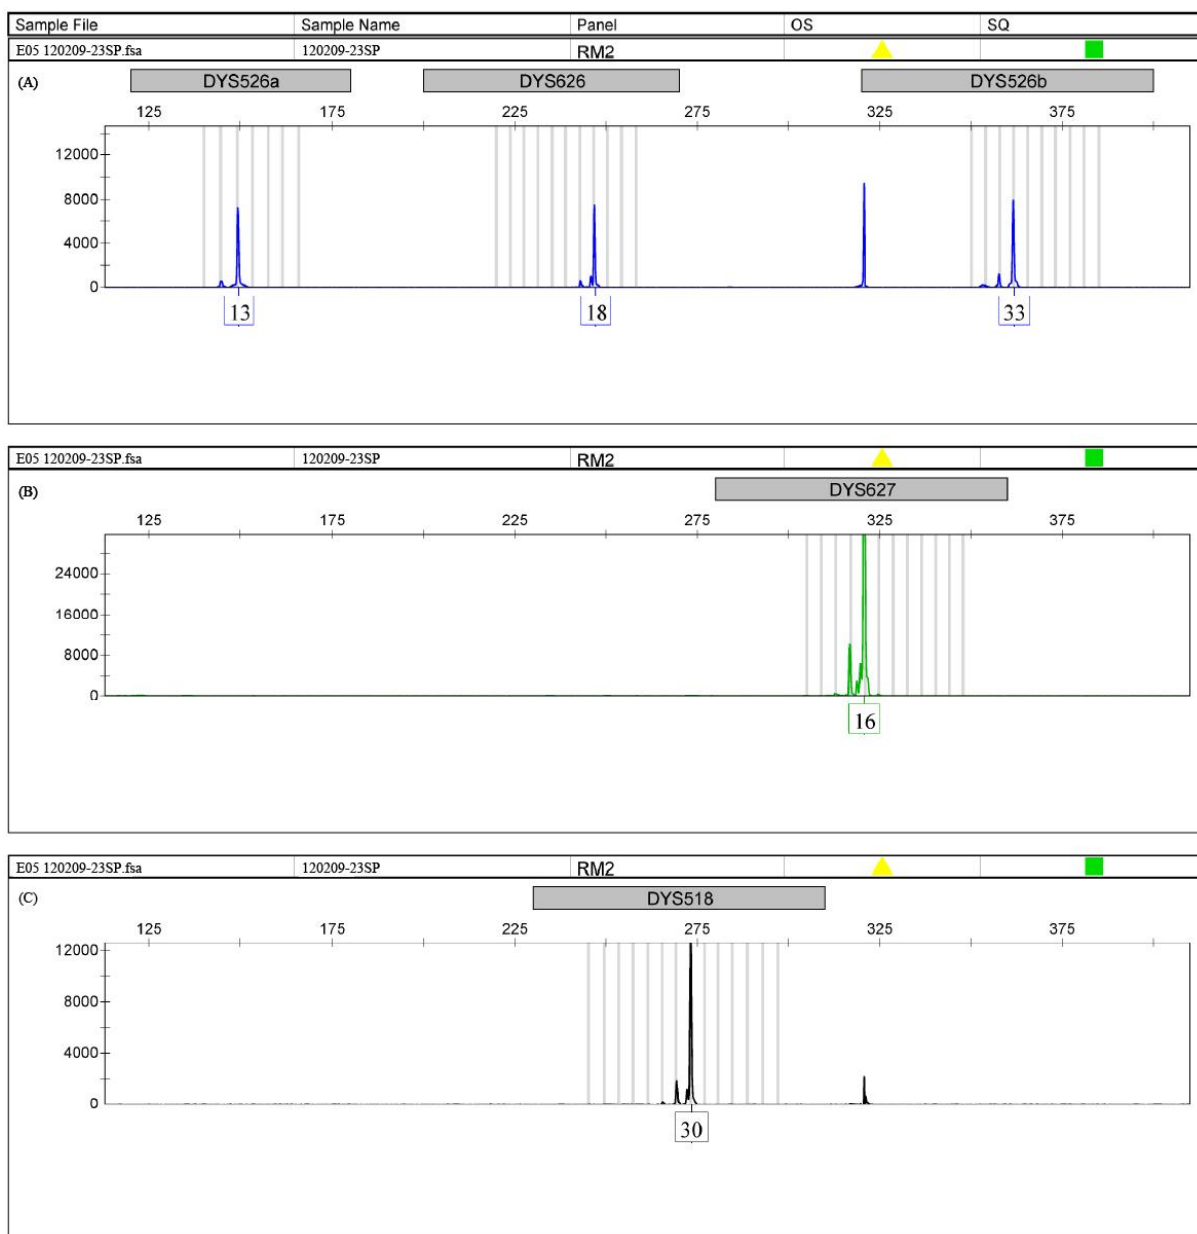 Sample File Sample Name Panel OS SQ
E05 120209-23SP.fsa 120209-23SP RM2
(A) DYS526a DYS626 DYS526b
125 175 225 275 325 375
12000
8000
4000
0
13 18 33
E05 120209-23SP.fsa 120209-23SP RM2
(B) DYS627
125 175 225 275 325 375
24000
16000
8000
0
16
E05 120209-23SP.fsa 120209-23SP RM2
(C) DYS518
125 175 225 275 325 375
12000
8000
4000
0
30